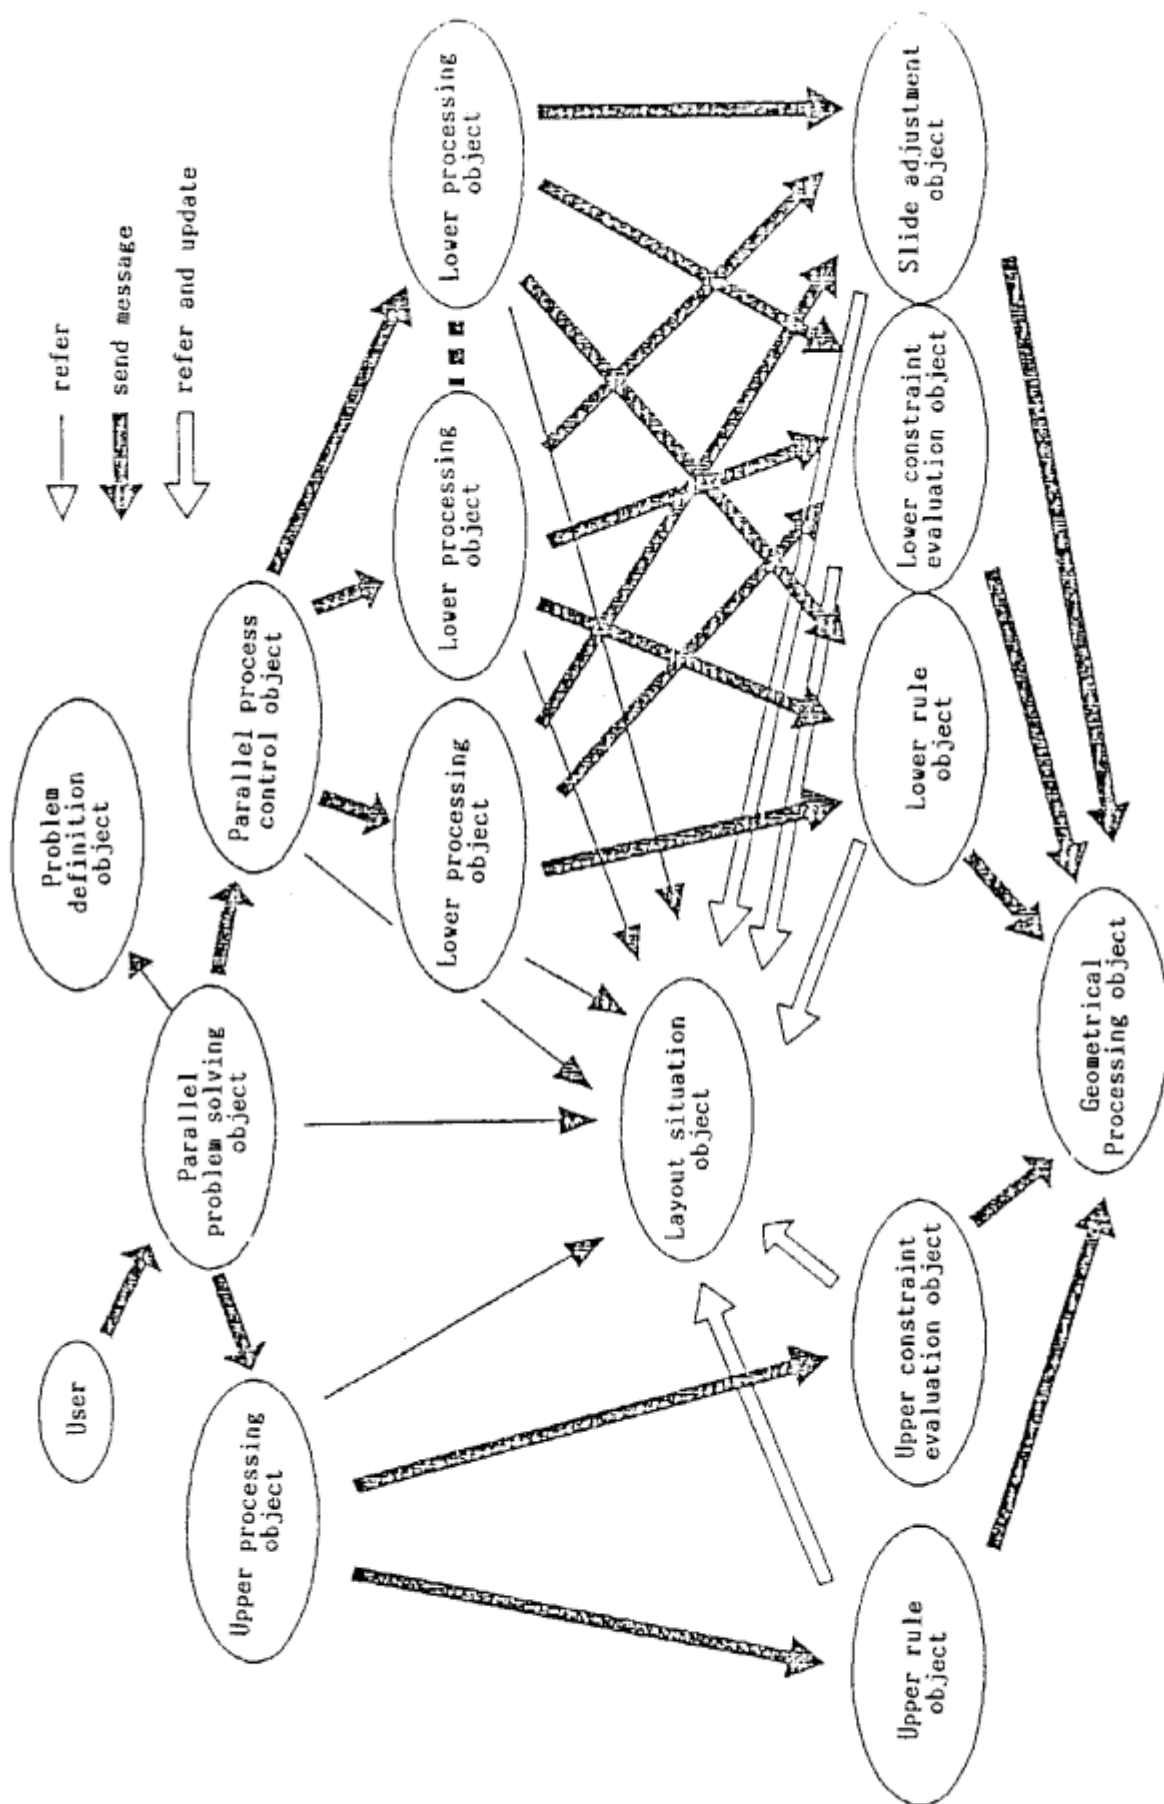 refer
send message
refer and update
User
Problem
definition
object
Parallel
problem solving
object
Parallel process
control object
Upper processing
object
Lower processing
object
Lower processing
object
Lower processing
object
Layout situation
object
Upper rule
object
Upper constraint
evaluation object
Lower rule
object
Lower constraint
evaluation object
Slide adjustment
object
Geometrical
Processing object